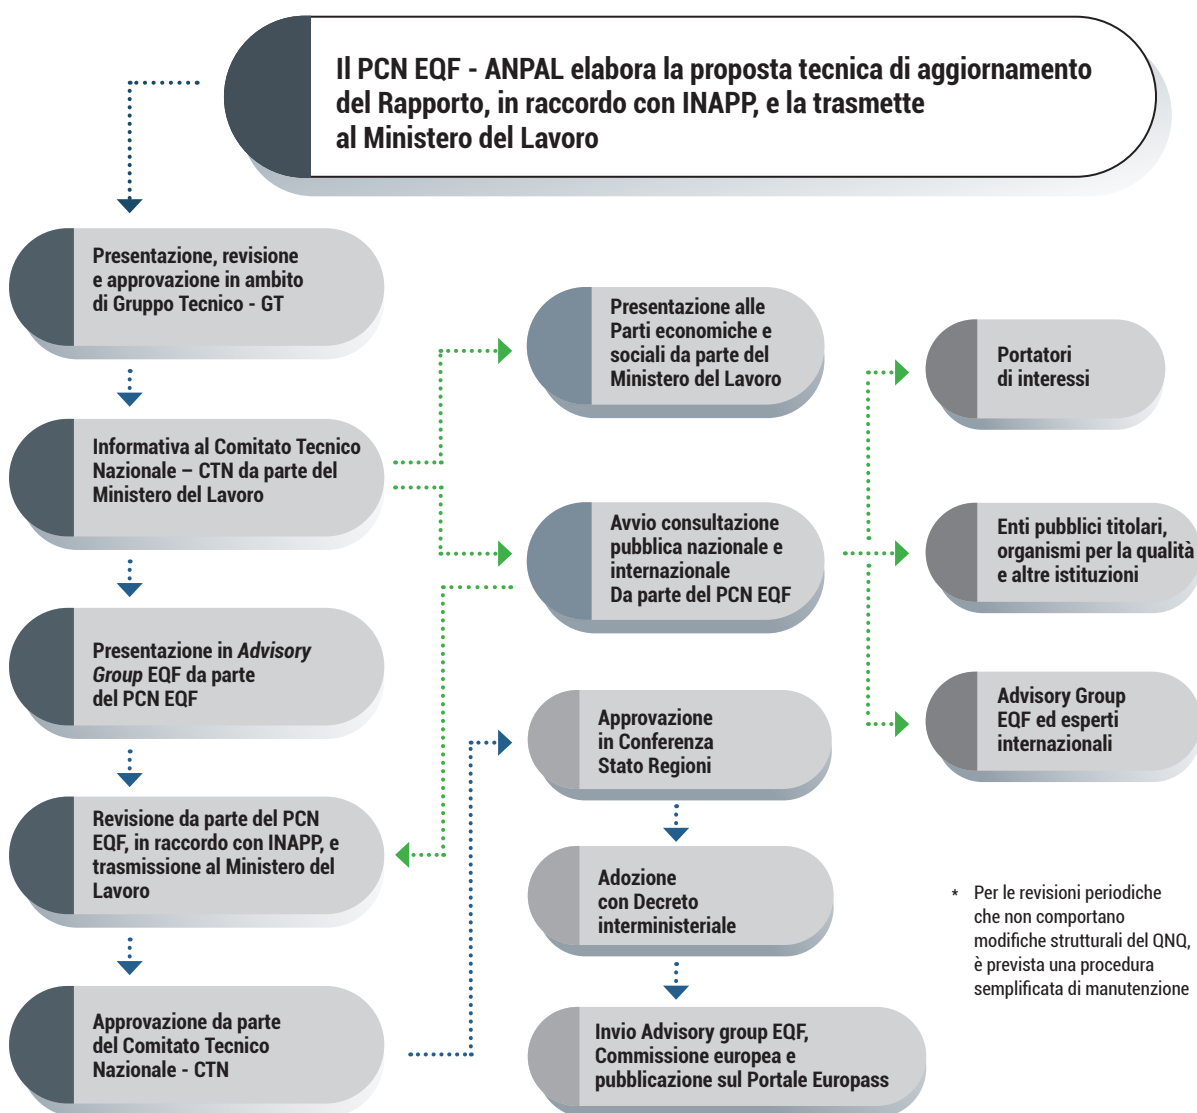 Il PCN EQF - ANPAL elabora la proposta tecnica di aggiornamento
del Rapporto, in raccordo con INAPP, e la trasmette
al Ministero del Lavoro
Presentazione, revisione
e approvazione in ambito
di Gruppo Tecnico - GT
Informativa al Comitato Tecnico
Nazionale – CTN da parte del
Ministero del Lavoro
Presentazione in Advisory
Group EQF da parte
del PCN EQF
Revisione da parte del PCN
EQF, in raccordo con INAPP, e
trasmissione al Ministero del
Lavoro
Approvazione da parte
del Comitato Tecnico
Nazionale - CTN
Presentazione alle
Parti economiche e
sociali da parte del
Ministero del Lavoro
Avvio consultazione
pubblica nazionale e
internazionale
Da parte del PCN EQF
Approvazione
in Conferenza
Stato Regioni
Adozione
con Decreto
interministeriale
Invio Advisory group EQF,
Commissione europea e
pubblicazione sul Portale Europass
Portatori
di interessi
Enti pubblici titolari,
organismi per la qualità
e altre istituzioni
Advisory Group
EQF ed esperti
internazionali
* Per le revisioni periodiche
che non comportano
modifiche strutturali del QNQ,
è prevista una procedura
semplificata di manutenzione